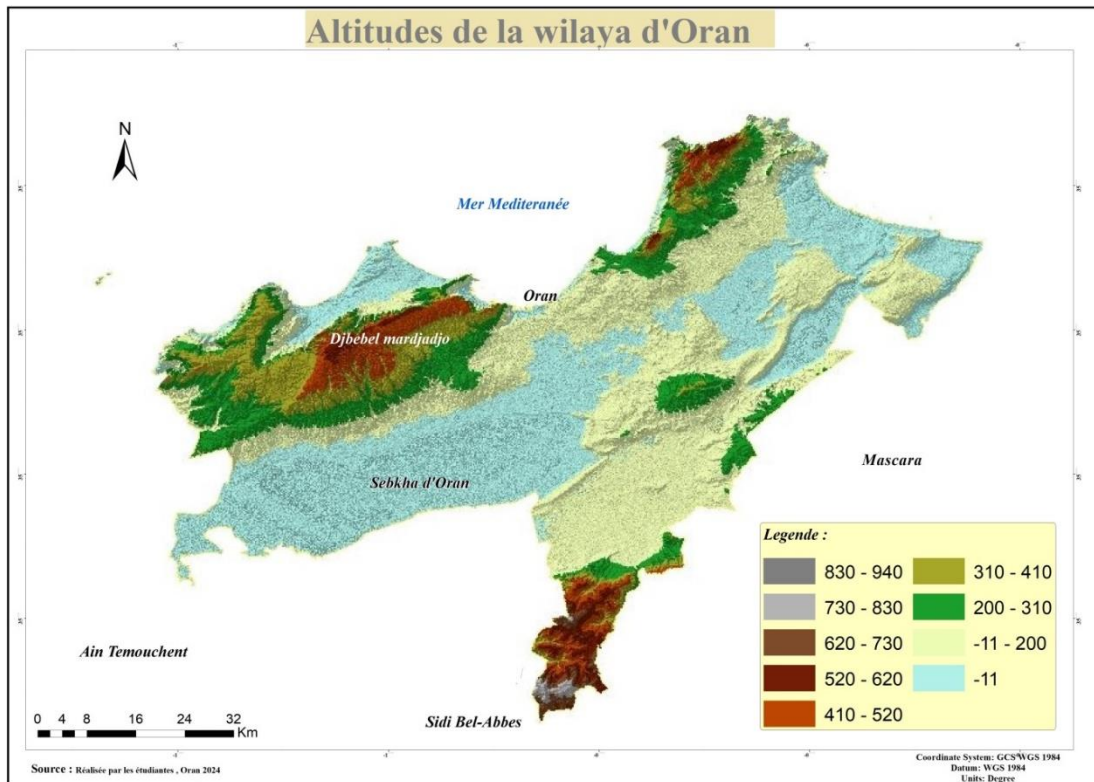 Altitudes de la wilaya d'Oran
N
Mer Mediteranée
Oran
Djbebel mardjadjo
Sebkha d'Oran
Mascara
Ain Temouchent
Sidi Bel-Abbes
Legende :
830 - 940
730 - 830
620 - 730
520 - 620
410 - 520
310 - 410
200 - 310
-11 - 200
-11
0 4 8 16 24 32
Km
Source : Réalisée par les étudiantes , Oran 2024
Coordinate System: GCS WGS 1984
Datum: WGS 1984
Units: Degree